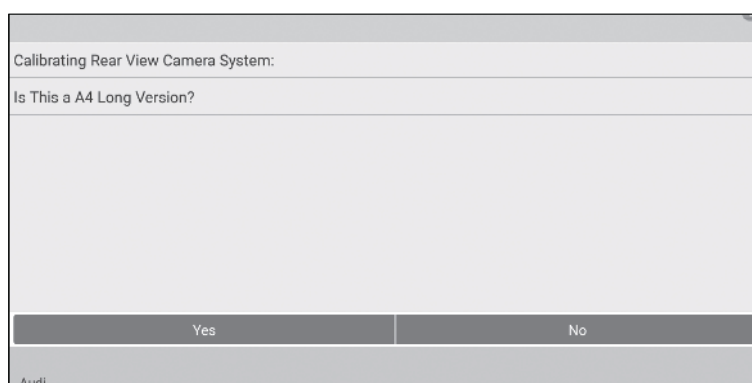 Calibrating Rear View Camera System:
Is This a A4 Long Version?
Yes
No
Audi